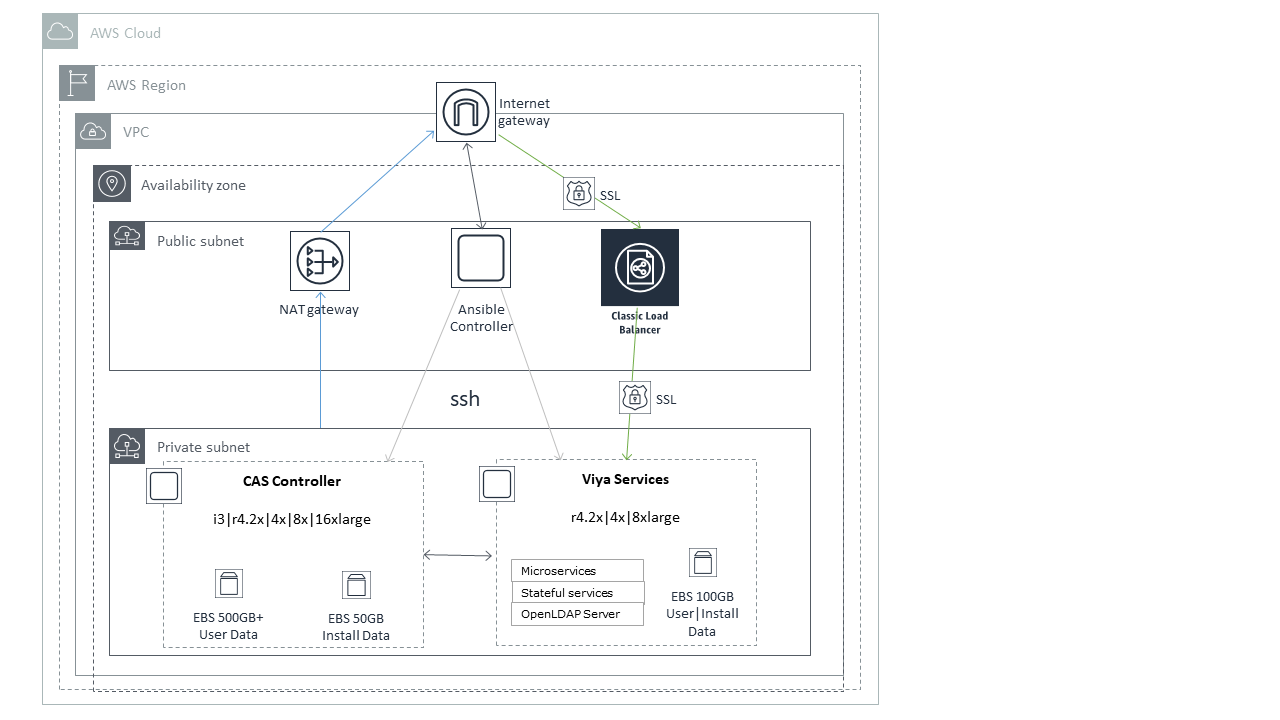 AWS Cloud
AWS Region
Internet
gateway
VPC
Availability zone
SSL
Public subnet
NAT gateway
Ansible
Controller
Classic Load
Balancer
ssh
SSL
Private subnet
CAS Controller
i3|r4.2x|4x|8x|16xlarge
EBS 500GB+
User Data
EBS 50GB
Install Data
Viya Services
r4.2x|4x|8xlarge
Microservices
Stateful services
OpenLDAP Server
EBS 100GB
User|Install
Data